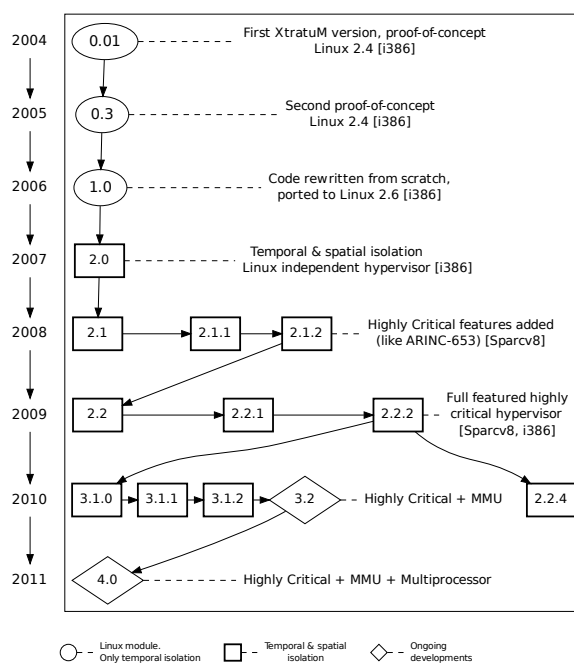 2004
0.01
First XtratuM version, proof-of-concept
Linux 2.4 [i386]
2005
0.3
Second proof-of-concept
Linux 2.4 [i386]
2006
1.0
Code rewritten from scratch,
ported to Linux 2.6 [i386]
2007
2.0
Temporal & spatial isolation
Linux independent hypervisor [i386]
2008
2.1
2.1.1
2.1.2
Highly Critical features added
(like ARINC-653) [Sparcv8]
2009
2.2
2.2.1
2.2.2
Full featured highly
critical hypervisor
[Sparcv8, i386]
2010
3.1.0
3.1.1
3.1.2
3.2
Highly Critical + MMU
2.2.4
2011
4.0
Highly Critical + MMU + Multiprocessor
Linux module.
Only temporal isolation
Temporal & spatial
isolation
Ongoing
developments